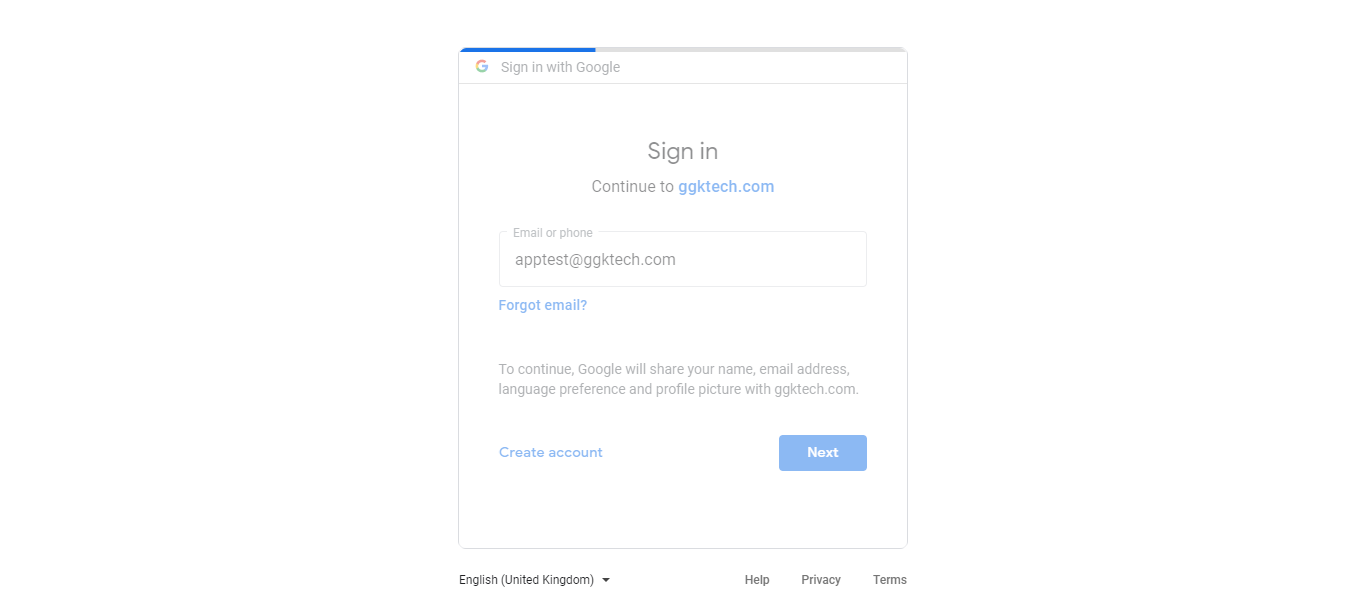 Sign in with Google
Sign in
Continue to ggktech.com
Email or phone
apptest@ggktech.com
Forgot email?
To continue, Google will share your name, email address,
language preference and profile picture with ggktech.com.
Create account
Next
English (United Kingdom)
Help
Privacy
Terms